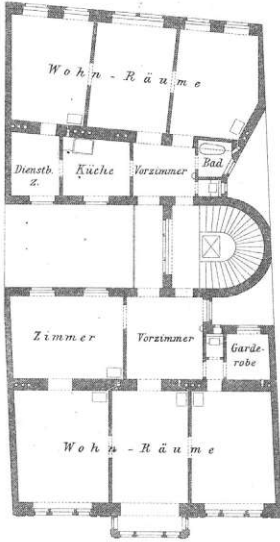 Wohn-Räume
Dienstb. Küche Vorzimmer Bad
Z.
Zimmer Vorzimmer Garde-
robe
Wohn-Räume